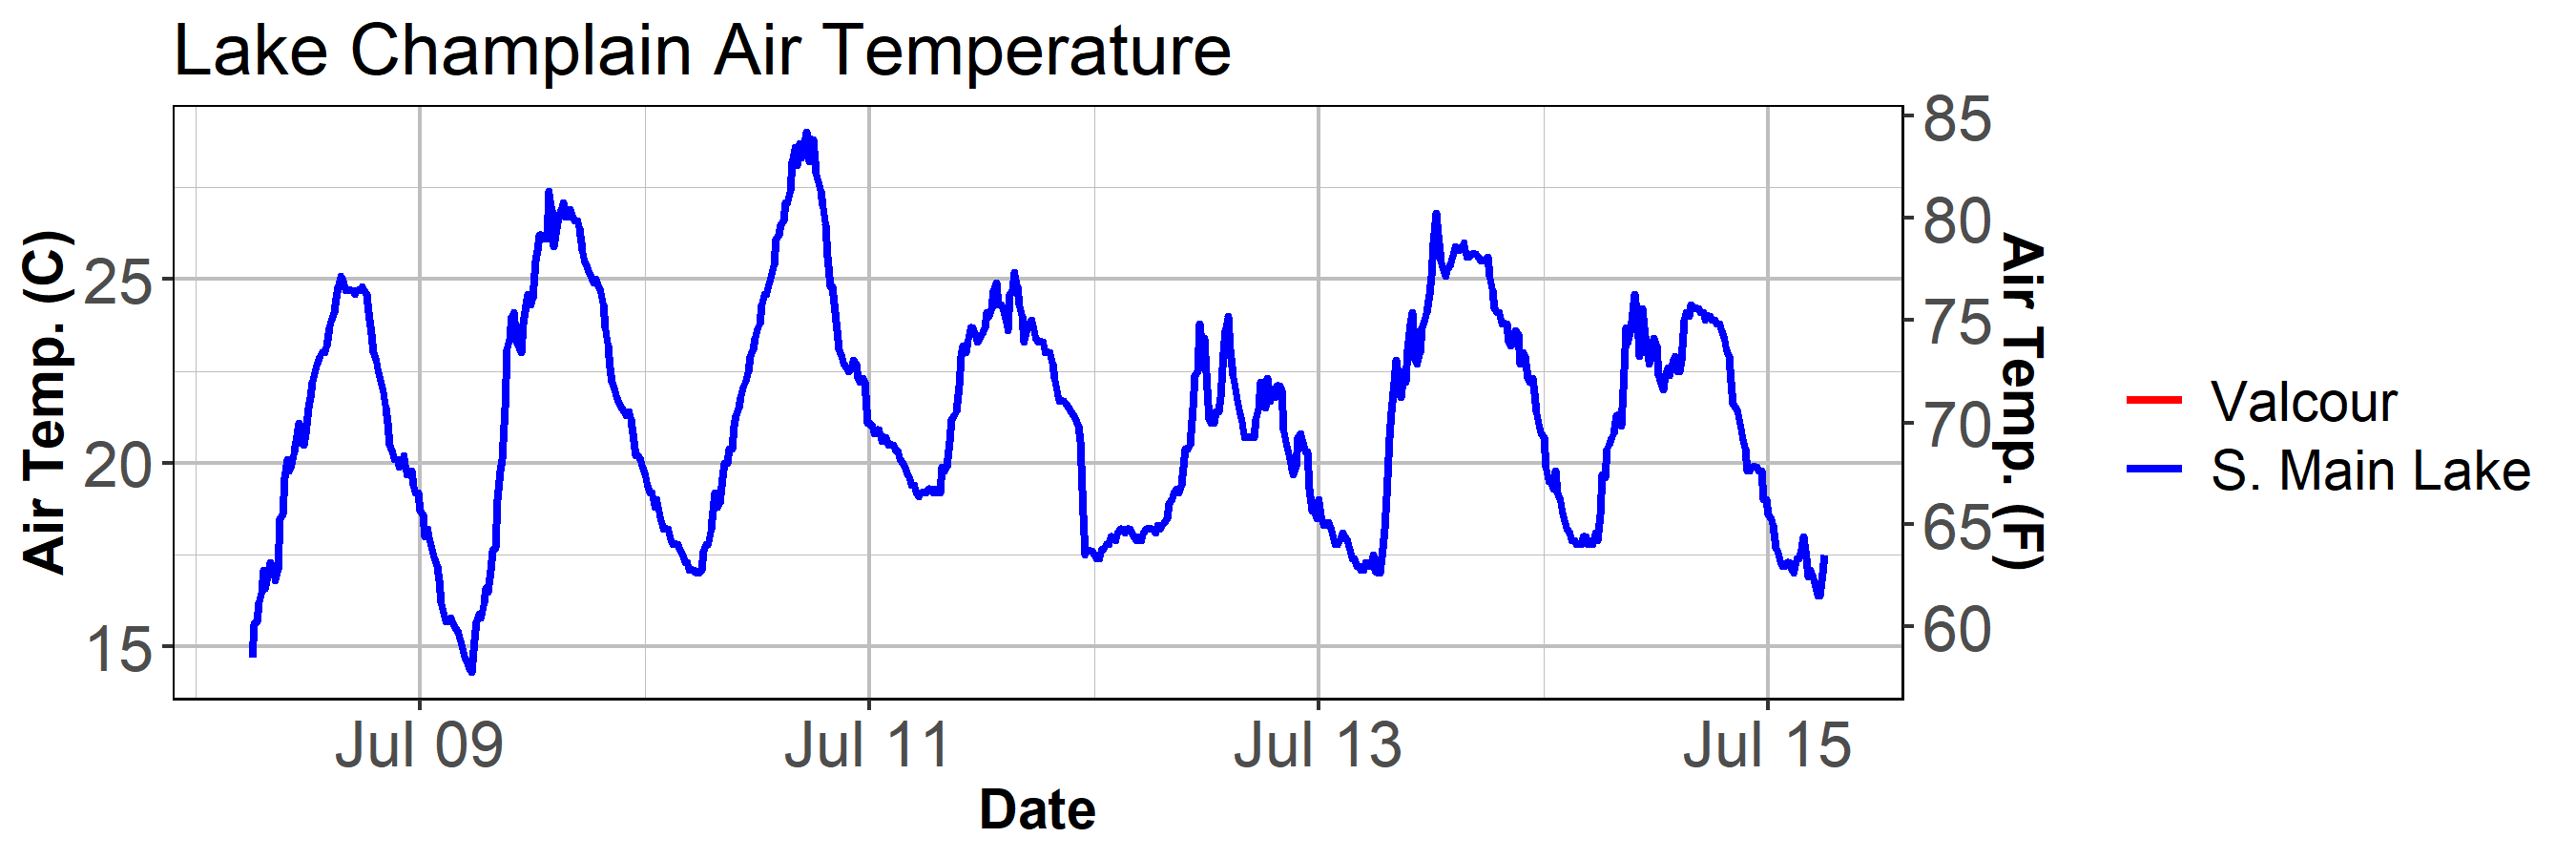 Lake Champlain Air Temperature
Air Temp. (C)
25
20
15
85
80
75
70
65
60
Air Temp. (F)
Jul 09
Jul 11
Jul 13
Jul 15
Date
Valcour
S. Main Lake